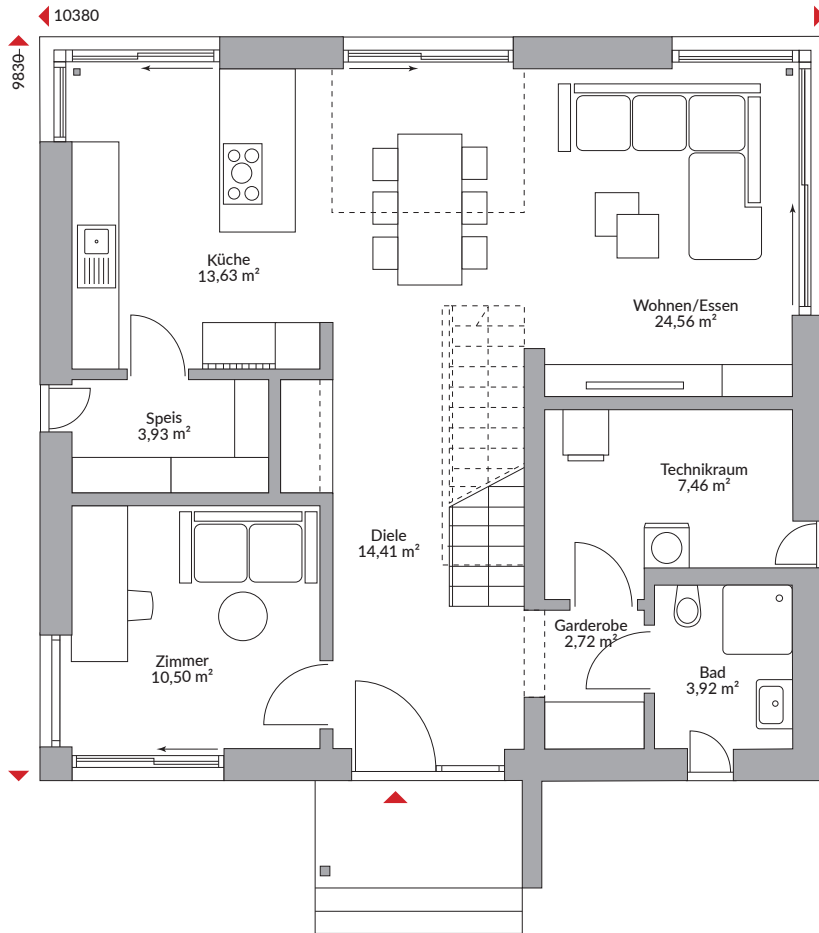 10380
9830
Küche
13,63 m²
Wohnen/Essen
24,56 m²
Speis
3,93 m²
Technikraum
7,46 m²
Diele
14,41 m²
Garderobe
2,72 m²
Zimmer
10,50 m²
Bad
3,92 m²